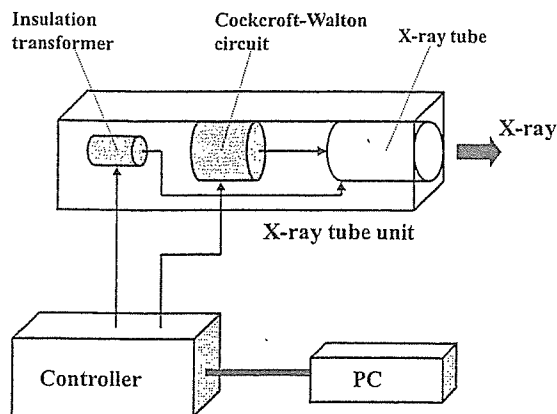 Insulation
transformer
Cockcroft-Walton
circuit
X-ray tube
X-ray
X-ray tube unit
Controller
PC